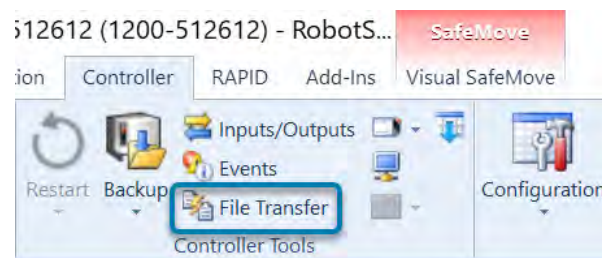 512612 (1200-512612) - RobotS... SafeMove
ion Controller RAPID Add-Ins Visual SafeMove
Inputs/Outputs
Events
Restart Backup File Transfer Configuration
Controller Tools